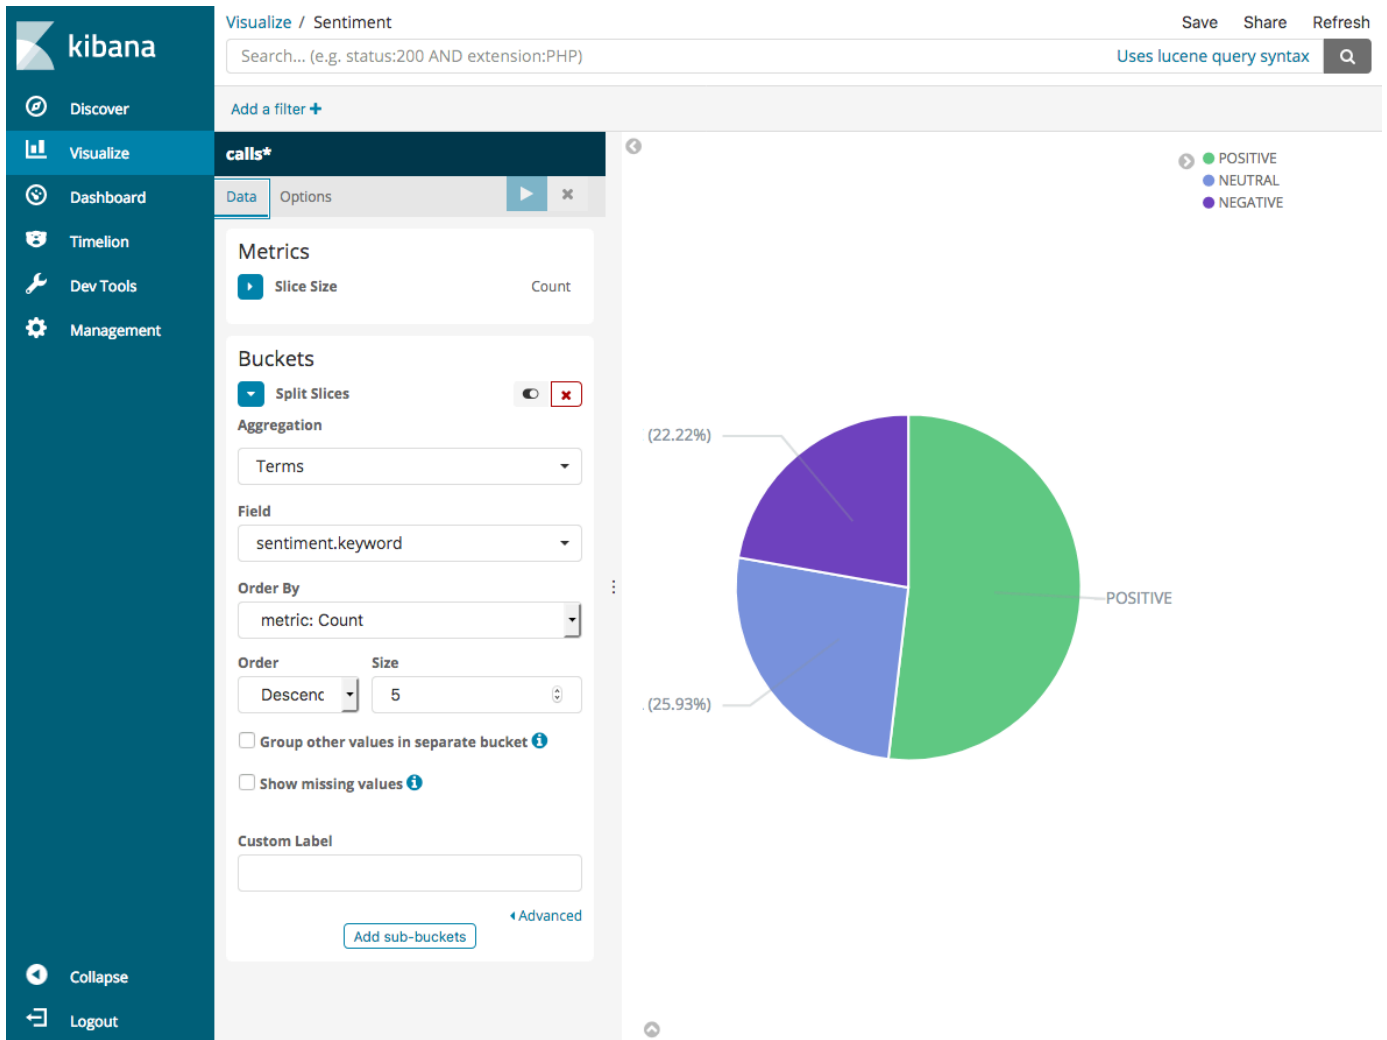 kibana
Discover
Visualize
Dashboard
Timelion
Dev Tools
Management
Collapse
Logout
Visualize / Sentiment
Save Share Refresh
Search... (e.g. status:200 AND extension:PHP)
Uses lucene query syntax
Add a filter +
calls*
Data Options
Metrics
Slice Size Count
Buckets
Split Slices
Aggregation
Terms
Field
sentiment.keyword
Order By
metric: Count
Order Size
Descenc 5
Group other values in separate bucket
Show missing values
Custom Label
Advanced
Add sub-buckets
POSITIVE
NEUTRAL
NEGATIVE
(22.22%)
POSITIVE
(25.93%)